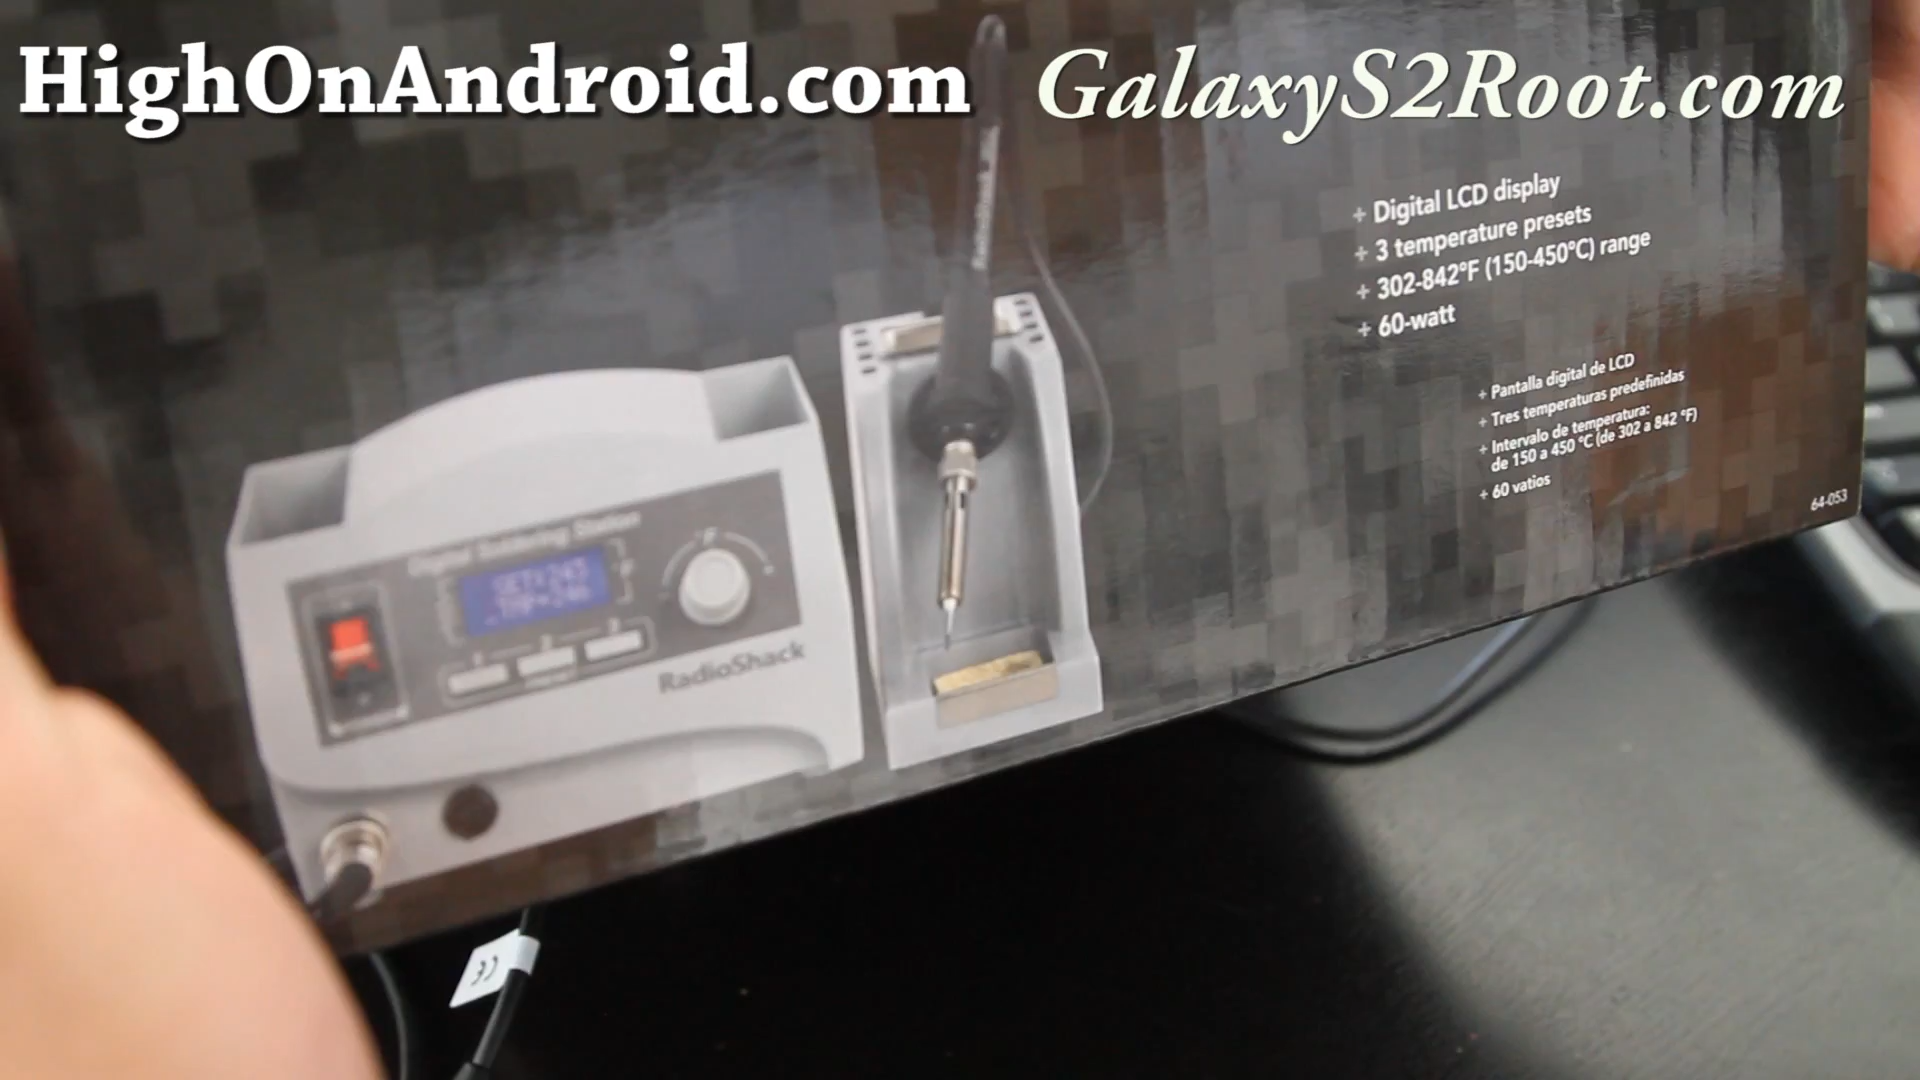 HighOnAndroid.com GalaxyS2Root.com
+ Digital LCD display
+ 3 temperature presets
+ 302-842°F (150-450°C) range
+ 60-watt
+ Pantalla digital de LCD
+ Tres temperaturas predefinidas
+ Intervalo de temperatura:
de 150 a 450 °C (de 302 a 842 °F)
+ 60 vatios
64-053
Digital Soldering Station
RadioShack
CE